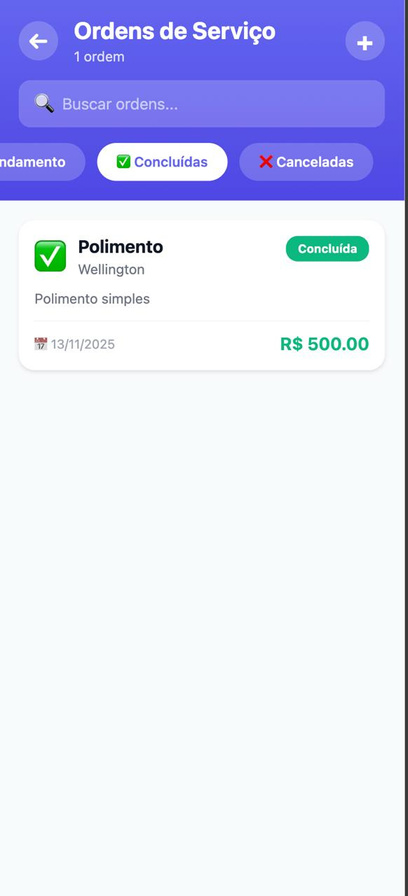 Ordens de Serviço
1 ordem
Buscar ordens...
ndamento
Concluídas
Canceladas
Polimento
Concluída
Wellington
Polimento simples
13/11/2025
R$ 500.00